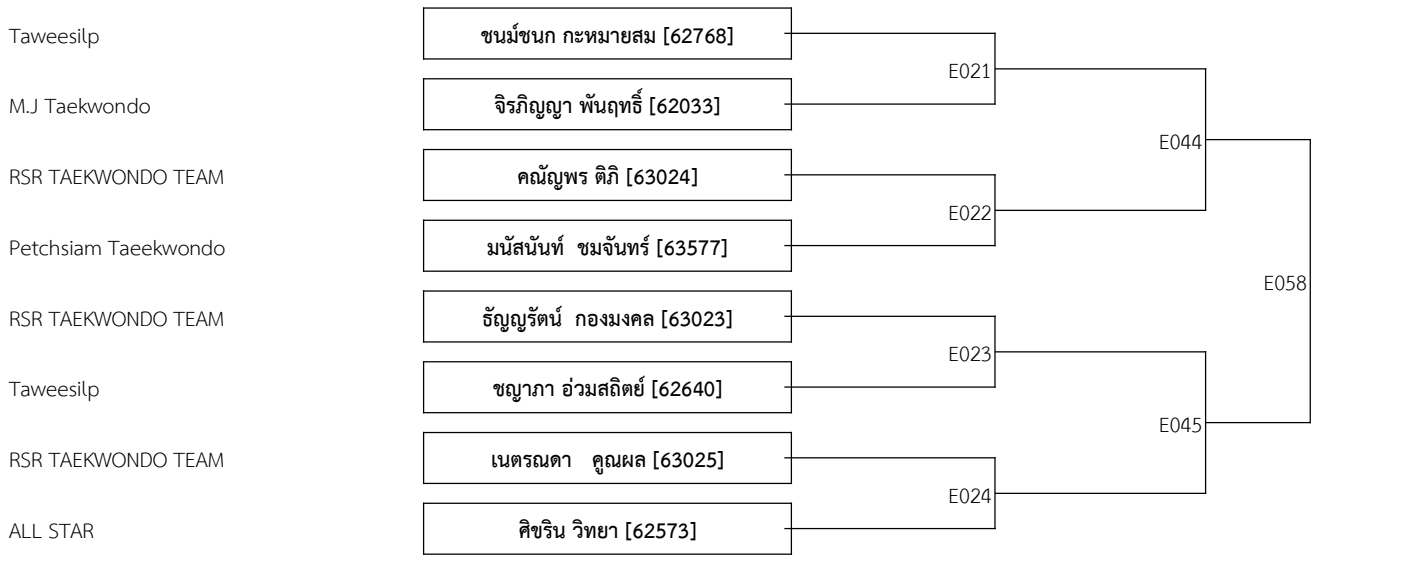 Taweesilp ชนม์ชนก กะหมายสม [62768]
E021
M.J Taekwondo จิรภิญญา พันฤทธิ์ [62033]
E044
RSR TAEKWONDO TEAM คณัญพร ติภิ [63024]
E022
Petchsiam Taeekwondo มนัสนันท์ ชมจันทร์ [63577]
E058
RSR TAEKWONDO TEAM ธัญญรัตน์ กองมงคล [63023]
E023
Taweesilp ชญาภา อ่วมสถิตย์ [62640]
E045
RSR TAEKWONDO TEAM เนตรณดา คูณผล [63025]
E024
ALL STAR ศิขริน วิทยา [62573]